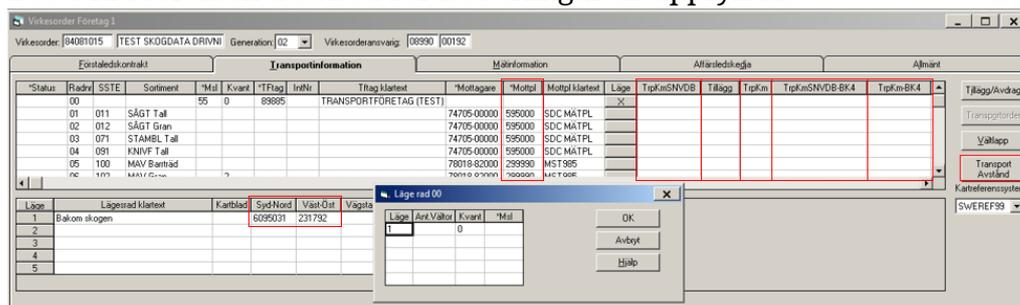 Virkesorder Företag 1
Virkesorder: 84081015 TEST SKOGDATA DRIVNI Generation: 02 Virkesorderansvarig: 08990 00192
Förstaledskontrakt Transportinformation Mätinformation Affärsledskedja Allmänt
*Status Radnr SSTE Sortiment *Msl Kvant *TFtag IntNr Tftag klartext *Mottagare *Mottpl Mottpl klartext Läge TrpKmSNVDB Tillägg TrpKm TrpKmSNVDB-BK4 TrpKm-BK4
00 55 0 89885 TRANSPORTFÖRETAG (TEST) X
01 011 SÅGT Tall 74705-00000 595000 SDC MÄTPL
02 012 SÅGT Gran 74705-00000 595000 SDC MÄTPL
03 071 STAMBL Tall 74705-00000 595000 SDC MÄTPL
04 091 KNIVF Tall 74705-00000 595000 SDC MÄTPL
05 100 MAV Barrträd 78018-82000 299990 MST985
Tillägg/Avdrag
Transportorder
Vältlapp
Transport
Avstånd
Kartreferenssystem
SWEREF99
Läge Lägesrad klartext Kartblad Syd-Nord Väst-Öst
1 Bakom skogen 6095031 231792
2
3
4
5
Läge rad 00
Läge Ant.Vältor Kvant *Msl
1 0
OK
Avbryt
Hjälp